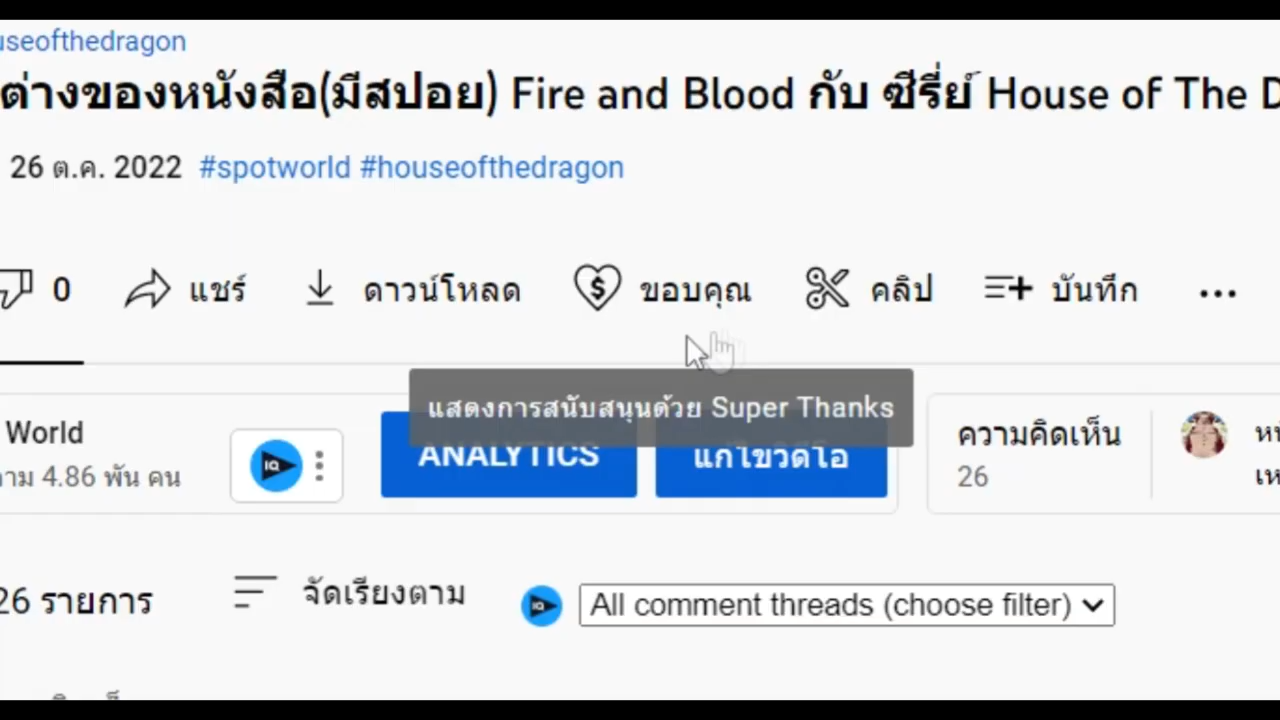 useofthedragon
ต่างของหนังสือ(มีสปอย) Fire and Blood กับ ซีรี่ย์ House of The D
26 ต.ค. 2022 #spotworld #houseofthedragon
0 แชร์ ดาวน์โหลด ขอบคุณ คลิป บันทึก ...
แสดงการสนับสนุนด้วย Super Thanks
World
ตาม 4.86 พัน คน
IQ
ANALYTICS
แก้ไขวิดีโอ
ความคิดเห็น
26
26 รายการ
จัดเรียงตาม
IQ
All comment threads (choose filter)